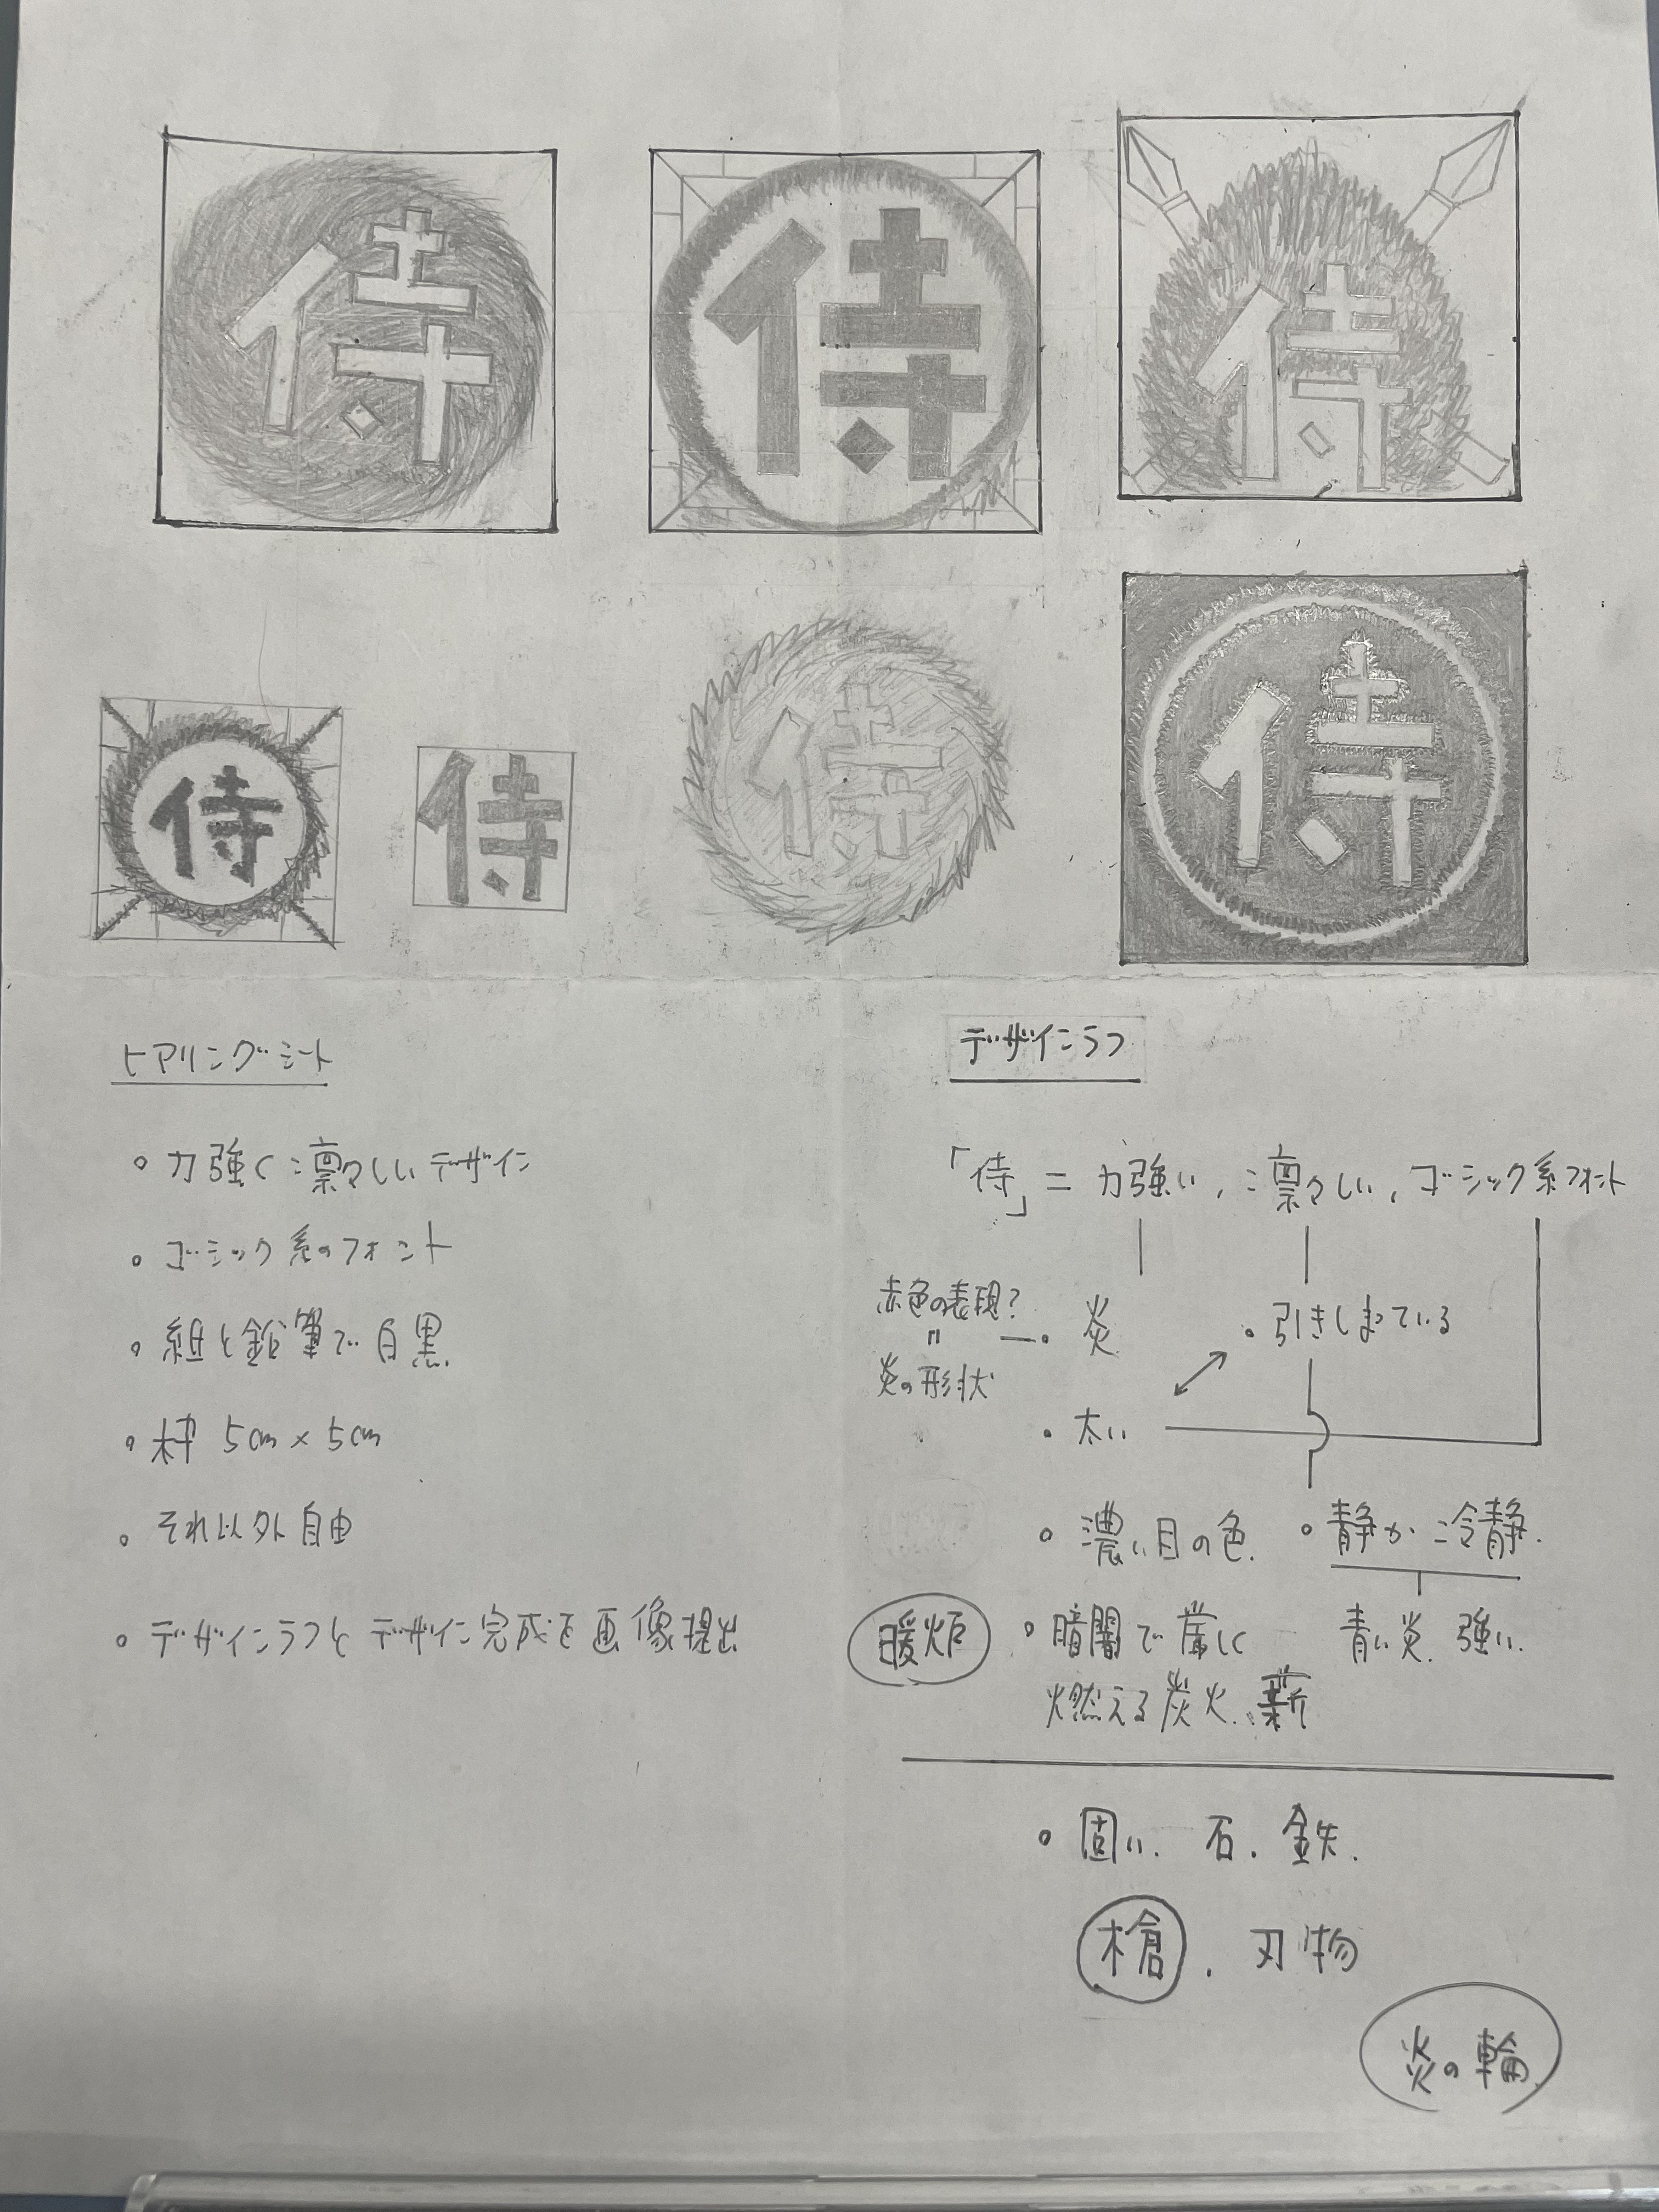 侍
侍
侍
侍
侍
侍
侍
ヒアリングシート
力強く凛々しいデザイン
ゴシック系のフォント
紙と鉛筆で白黒
枠 5cm×5cm
それ以外自由
デザインラフとデザイン完成を画像提出
デザインラフ
「侍」=力強い、凛々しい、ゴシック系フォント
赤色の表現?
〃
炎の形状
・炎
・引きしまっている
・太い
・濃い目の色.
・静か 冷静.
青い炎. 強い.
暖炉
・暗闇で厳しく
燃える炭火、薪
・固い. 石. 鉄.
槍. 刃物
炎の輪